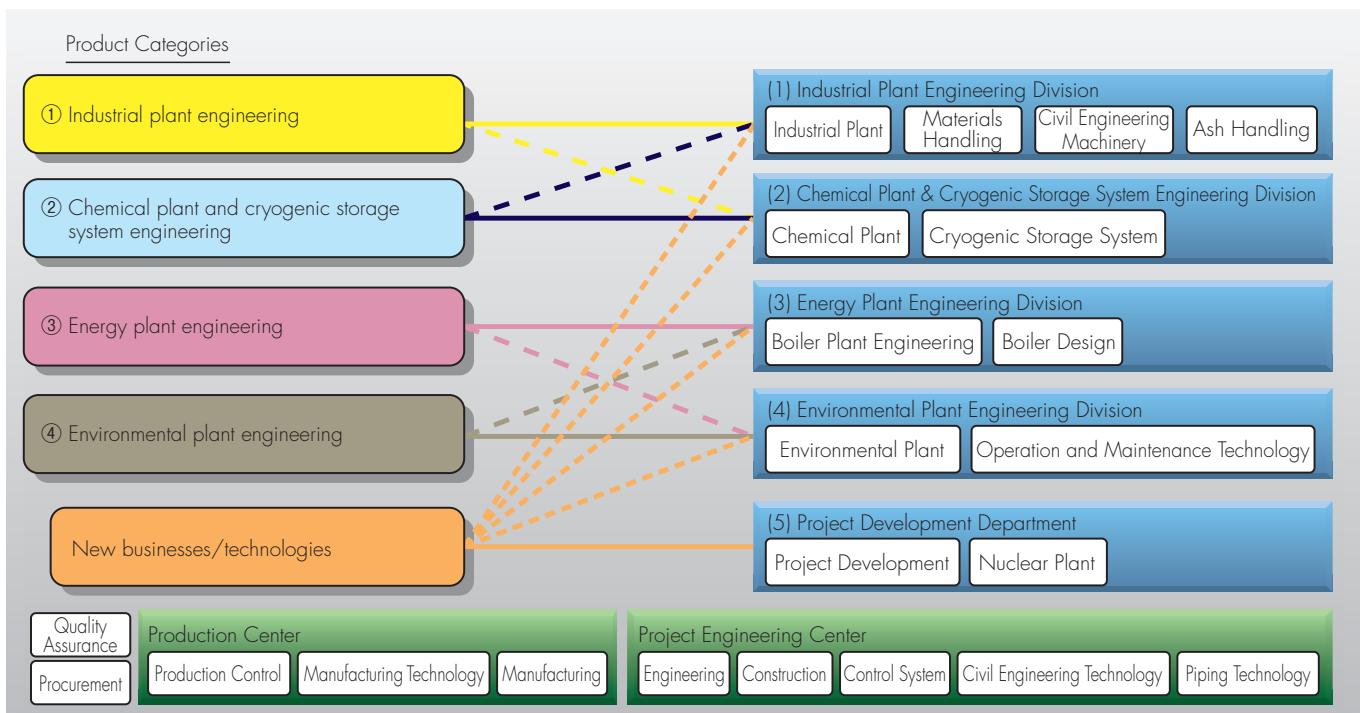 Product Categories
① Industrial plant engineering
② Chemical plant and cryogenic storage
system engineering
③ Energy plant engineering
④ Environmental plant engineering
New businesses/technologies
(1) Industrial Plant Engineering Division
Industrial Plant
Materials
Handling
Civil Engineering
Machinery
Ash Handling
(2) Chemical Plant & Cryogenic Storage System Engineering Division
Chemical Plant
Cryogenic Storage System
(3) Energy Plant Engineering Division
Boiler Plant Engineering
Boiler Design
(4) Environmental Plant Engineering Division
Environmental Plant
Operation and Maintenance Technology
(5) Project Development Department
Project Development
Nuclear Plant
Quality
Assurance
Procurement
Production Center
Production Control
Manufacturing Technology
Manufacturing
Project Engineering Center
Engineering
Construction
Control System
Civil Engineering Technology
Piping Technology